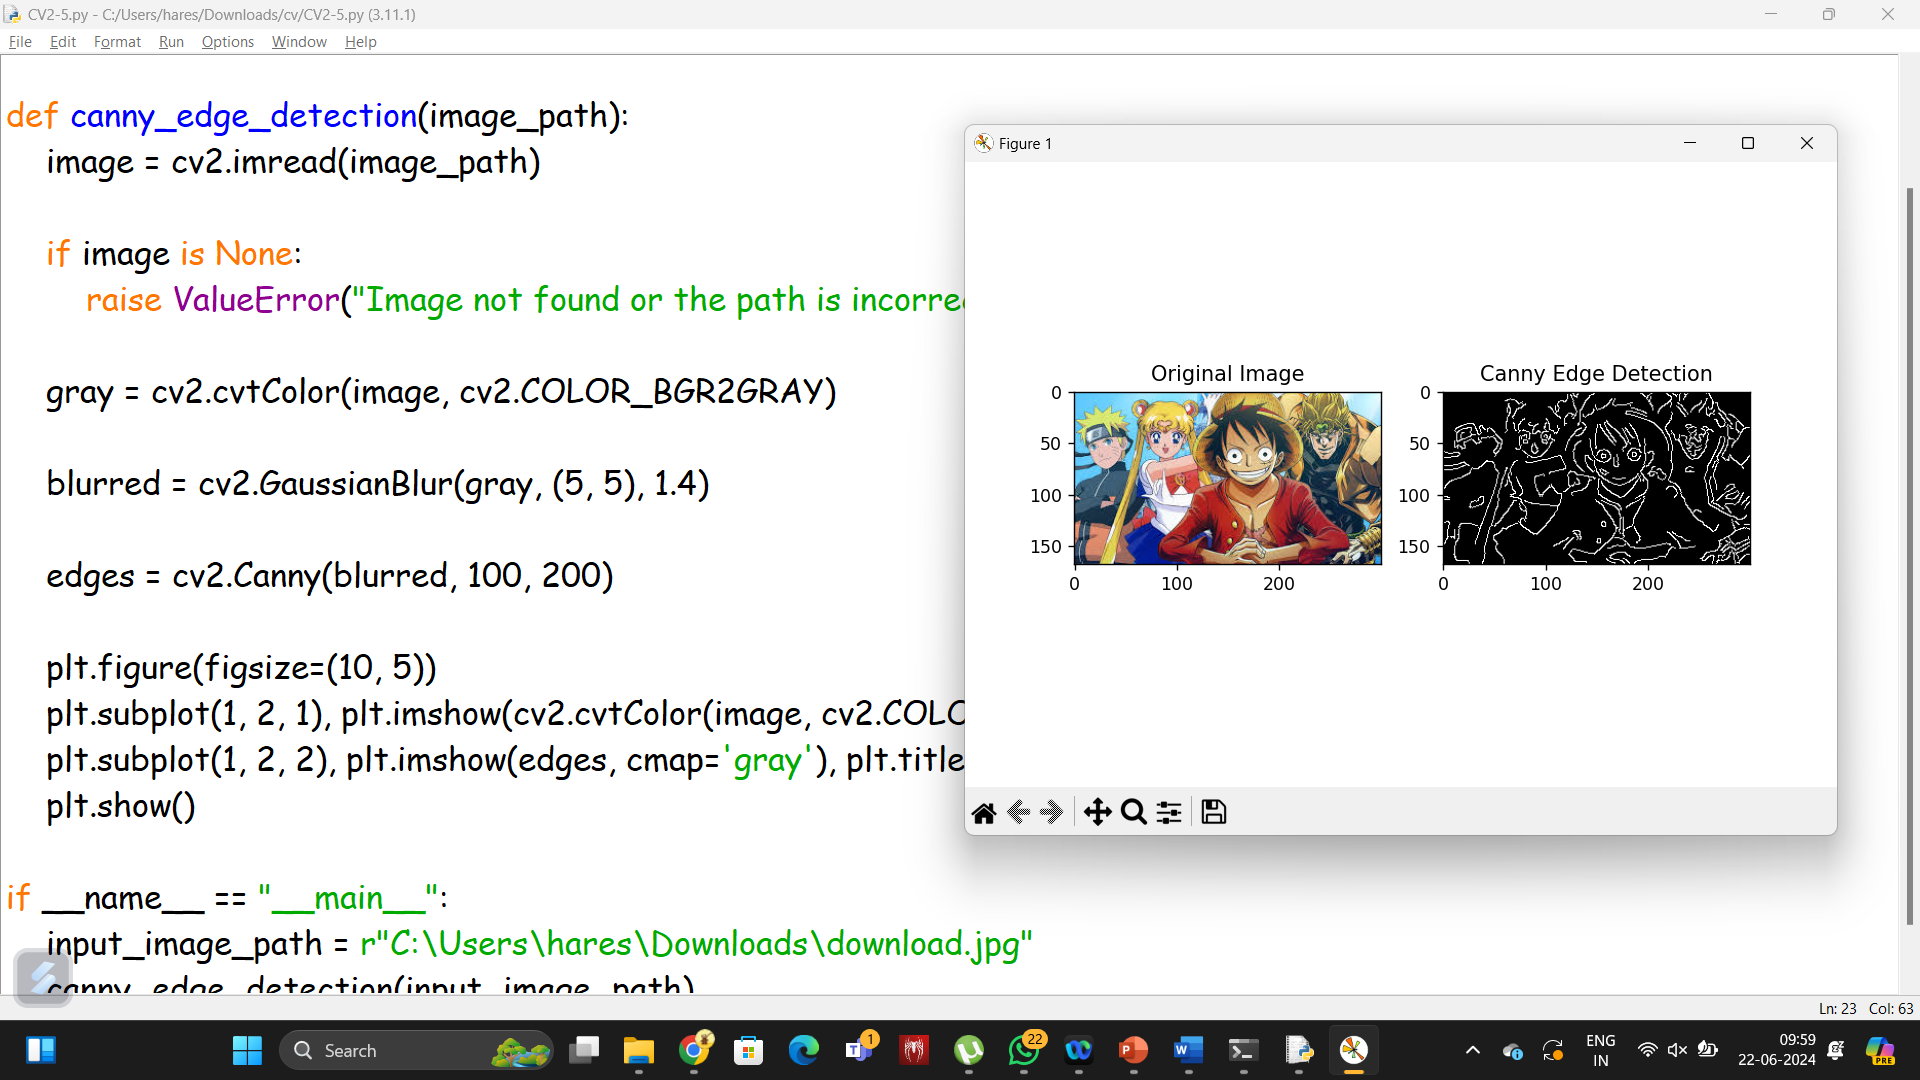 CV2-5.py - C:/Users/hares/Downloads/cv/CV2-5.py (3.11.1)
File Edit Format Run Options Window Help
def canny_edge_detection(image_path):
image = cv2.imread(image_path)
if image is None:
raise ValueError("Image not found or the path is incorrec
gray = cv2.cvtColor(image, cv2.COLOR_BGR2GRAY)
blurred = cv2.GaussianBlur(gray, (5, 5), 1.4)
edges = cv2.Canny(blurred, 100, 200)
plt.figure(figsize=(10, 5))
plt.subplot(1, 2, 1), plt.imshow(cv2.cvtColor(image, cv2.COLO
plt.subplot(1, 2, 2), plt.imshow(edges, cmap='gray'), plt.title
plt.show()
if __name__ == "__main__":
input_image_path = r"C:\Users\hares\Downloads\download.jpg"
canny_edge_detection(input_image_path)
Figure 1
Original Image
0
50
100
150
0 100 200
Canny Edge Detection
0
50
100
150
0 100 200
Ln: 23 Col: 63
Search
1
22
ENG
IN
09:59
22-06-2024
PRE